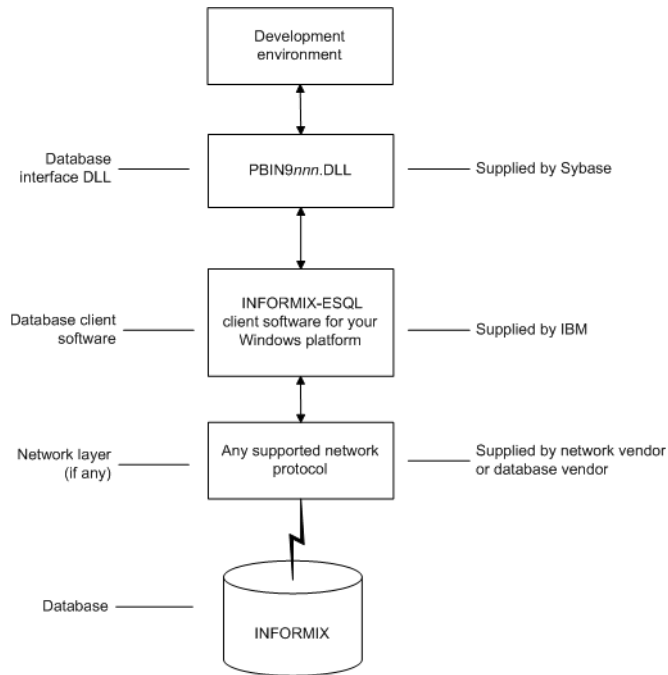 Development
environment
Database
interface DLL
PBIN9nnn.DLL
Supplied by Sybase
Database client
software
INFORMIX-ESQL
client software for your
Windows platform
Supplied by IBM
Network layer
(if any)
Any supported network
protocol
Supplied by network vendor
or database vendor
Database
INFORMIX